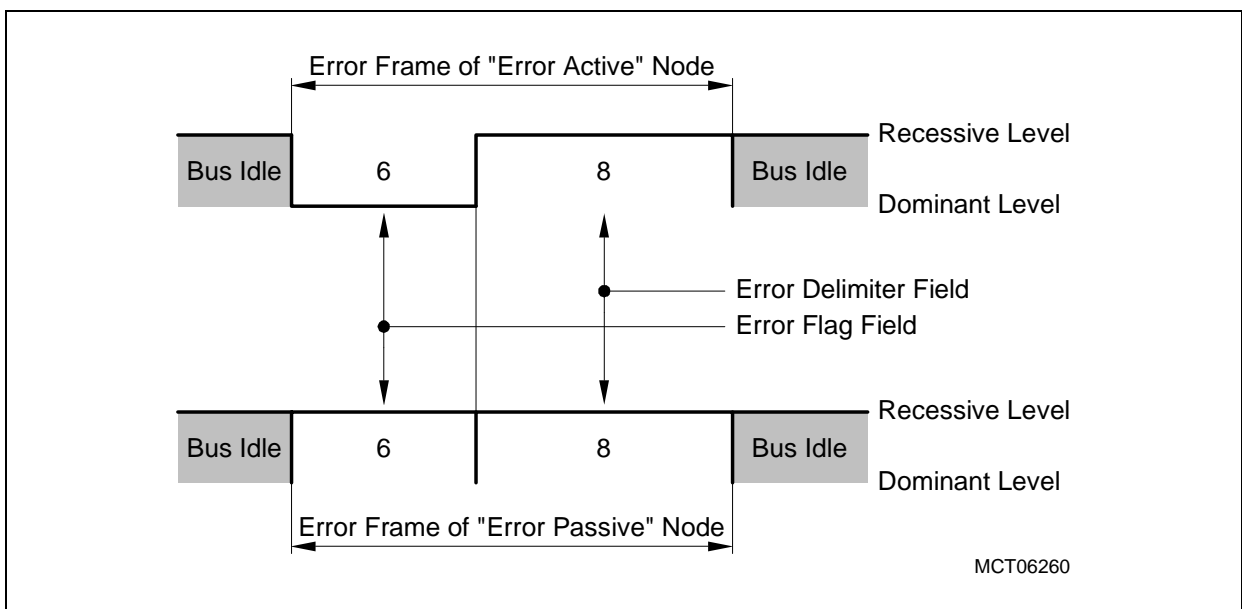 Error Frame of "Error Active" Node
Recessive Level
Bus Idle 6 8 Bus Idle
Dominant Level
Error Delimiter Field
Error Flag Field
Recessive Level
Bus Idle 6 8 Bus Idle
Dominant Level
Error Frame of "Error Passive" Node
MCT06260